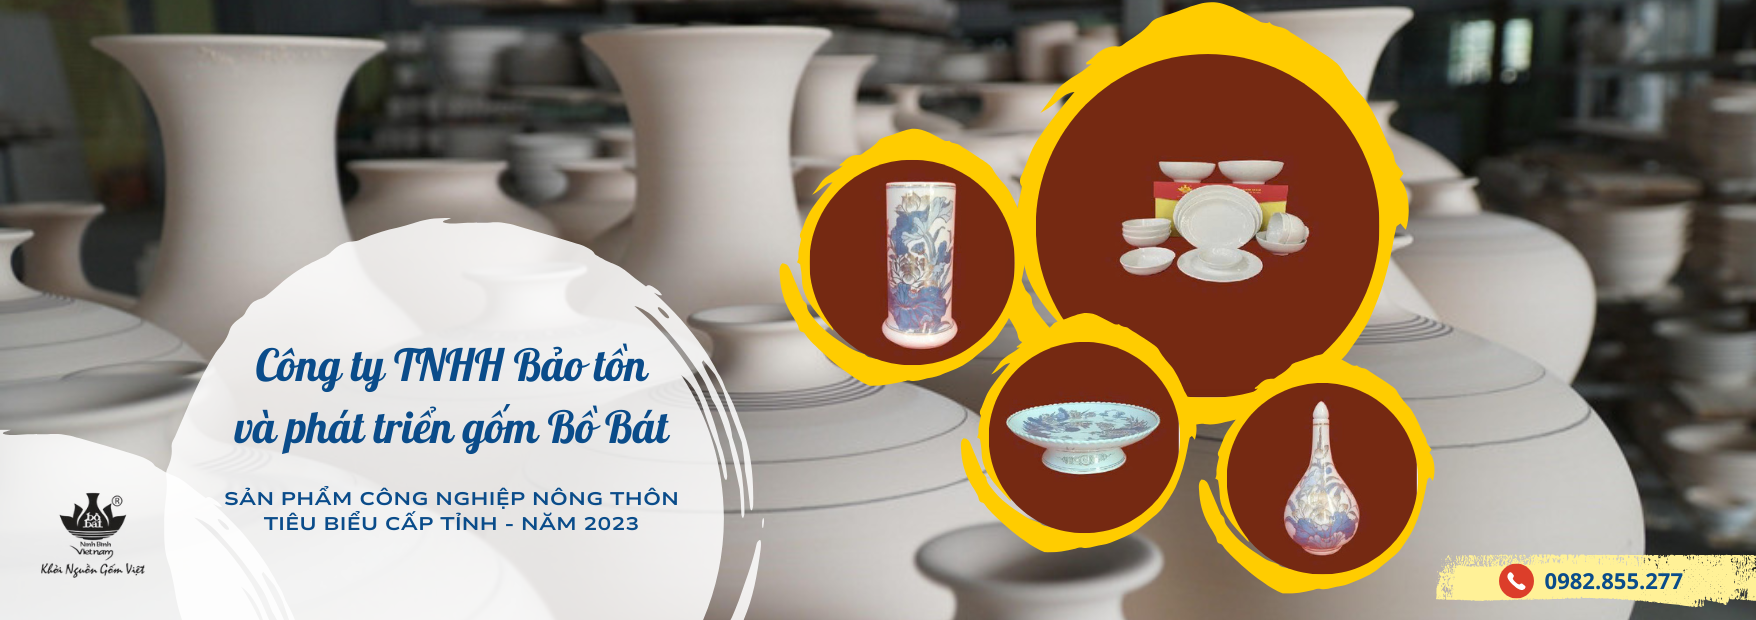 Công ty TNHH Bảo tồn
và phát triển gốm Bồ Bát
SẢN PHẨM CÔNG NGHIỆP NÔNG THÔN
TIÊU BIỂU CẤP TỈNH - NĂM 2023
bồ
bát
®
Ninh Bình
Vietnam
Khởi Nguồn Gốm Việt
0982.855.277